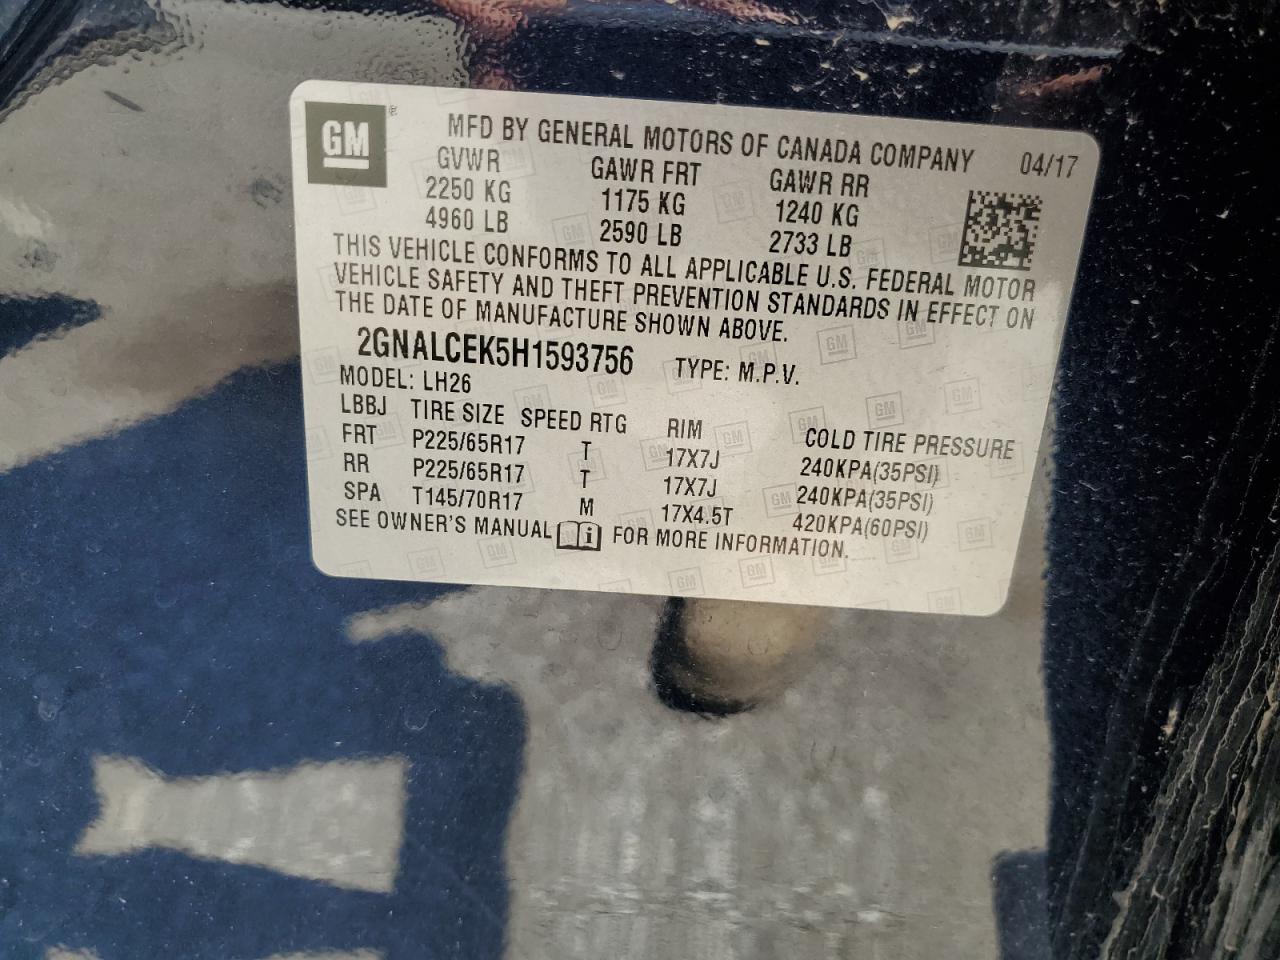 GM ®
MFD BY GENERAL MOTORS OF CANADA COMPANY 04/17
GVWR GAWR FRT GAWR RR
2250 KG 1175 KG 1240 KG
4960 LB 2590 LB 2733 LB
THIS VEHICLE CONFORMS TO ALL APPLICABLE U.S. FEDERAL MOTOR
VEHICLE SAFETY AND THEFT PREVENTION STANDARDS IN EFFECT ON
THE DATE OF MANUFACTURE SHOWN ABOVE.
2GNALCEK5H1593756 TYPE: M.P.V.
MODEL: LH26
LBBJ TIRE SIZE SPEED RTG RIM COLD TIRE PRESSURE
FRT P225/65R17 T 17X7J 240KPA(35PSI)
RR P225/65R17 T 17X7J 240KPA(35PSI)
SPA T145/70R17 M 17X4.5T 420KPA(60PSI)
SEE OWNER'S MANUAL i FOR MORE INFORMATION.